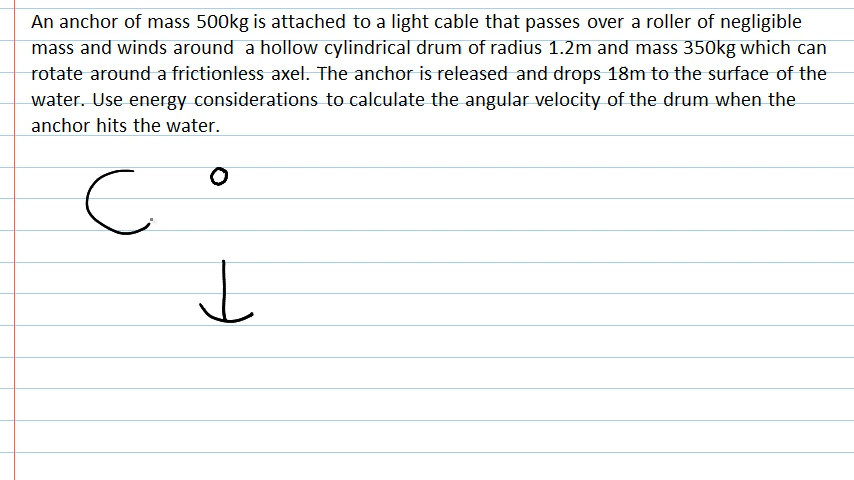 An anchor of mass 500kg is attached to a light cable that passes over a roller of negligible
mass and winds around  a hollow cylindrical drum of radius 1.2m and mass 350kg which can
rotate around a frictionless axel. The anchor is released and drops 18m to the surface of the
water. Use energy considerations to calculate the angular velocity of the drum when the
anchor hits the water.